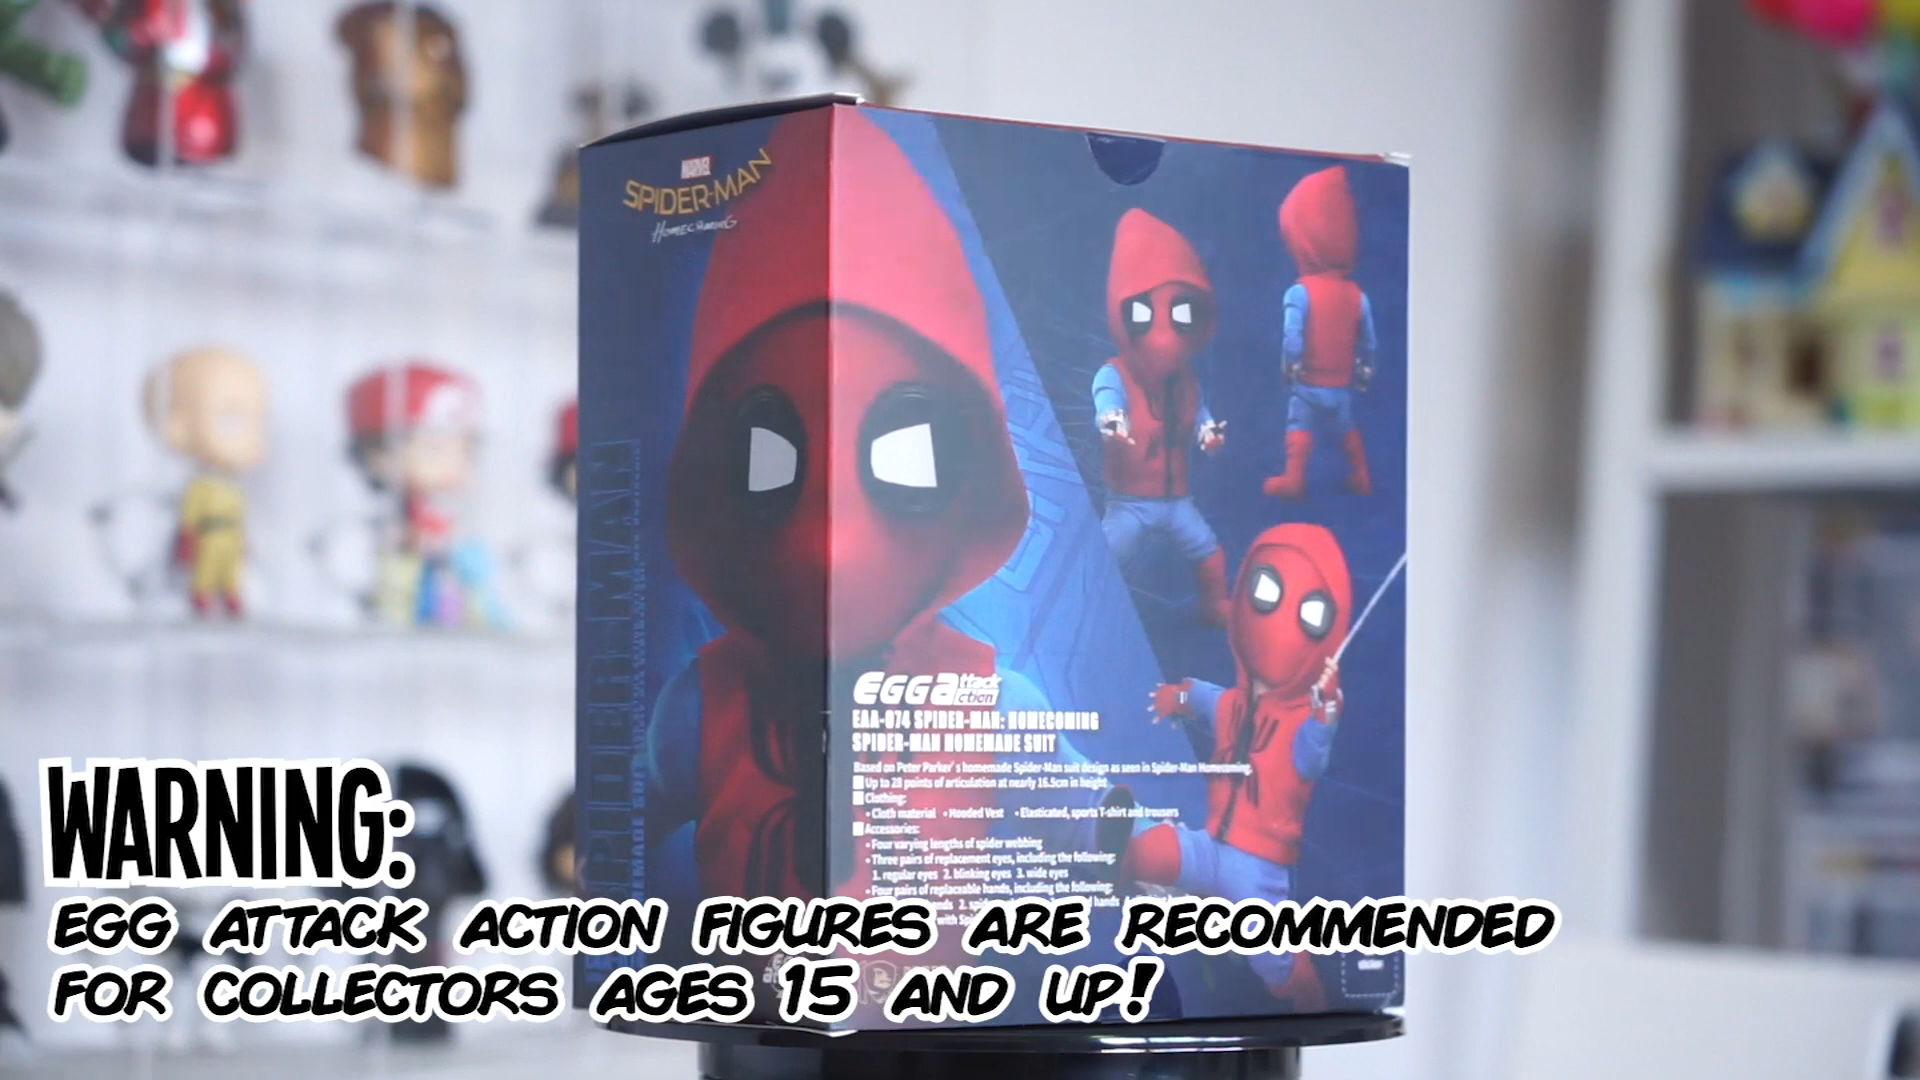 MARVEL
SPIDER-MAN
HOMECOMING
EGG Attack Action
EAA-074 SPIDER-MAN: HOMECOMING
SPIDER-MAN HOMEMADE SUIT
Based on Peter Parker's homemade Spider-Man suit design as seen in Spider-Man Homecoming.
Up to 28 points of articulation at nearly 16.5cm in height
Clothing:
• Cloth material • Hooded Vest • Elasticated, sports T-shirt and trousers
Accessories:
• Four varying lengths of spider webbing
• Three pairs of replacement eyes, including the following:
1. regular eyes 2. blinking eyes 3. wide eyes
• Four pairs of replaceable hands, including the following:
2. hands
with
WARNING:
EGG ATTACK ACTION FIGURES ARE RECOMMENDED
FOR COLLECTORS AGES 15 AND UP!